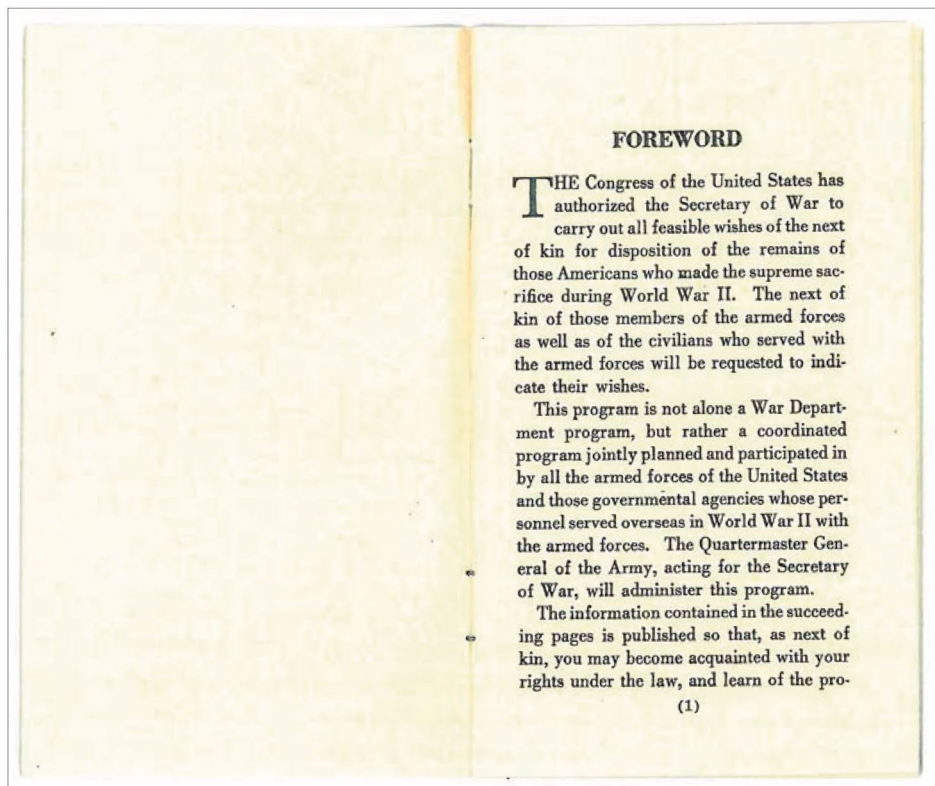 FOREWORD
THE Congress of the United States has
authorized the Secretary of War to
carry out all feasible wishes of the next
of kin for disposition of the remains of
those Americans who made the supreme sac-
rifice during World War II. The next of
kin of those members of the armed forces
as well as of the civilians who served with
the armed forces will be requested to indi-
cate their wishes.
This program is not alone a War Depart-
ment program, but rather a coordinated
program jointly planned and participated in
by all the armed forces of the United States
and those governmental agencies whose per-
sonnel served overseas in World War II with
the armed forces. The Quartermaster Gen-
eral of the Army, acting for the Secretary
of War, will administer this program.
The information contained in the succeed-
ing pages is published so that, as next of
kin, you may become acquainted with your
rights under the law, and learn of the pro-
(1)